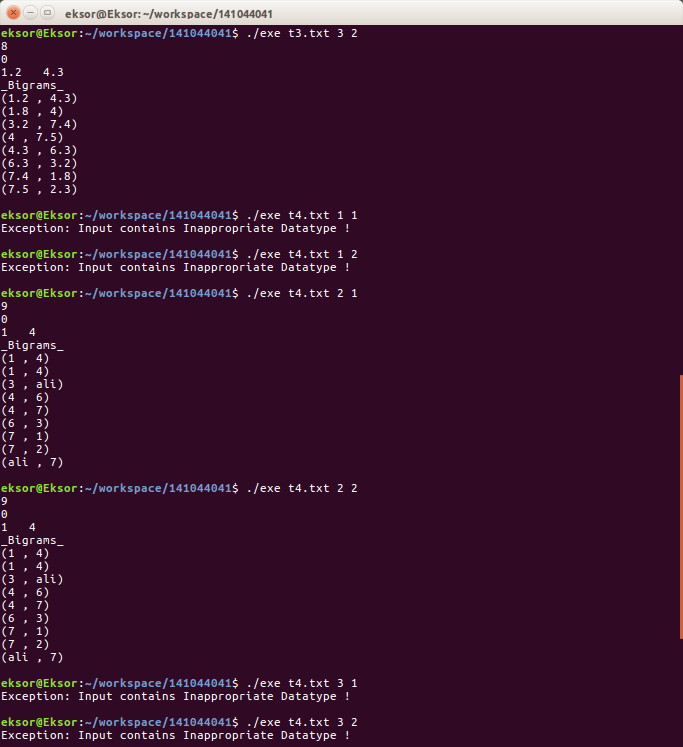 eksor@Eksor: ~/workspace/141044041
eksor@Eksor:~/workspace/141044041$ ./exe t3.txt 3 2
8
0
1.2   4.3
_Bigrams_
(1.2 , 4.3)
(1.8 , 4)
(3.2 , 7.4)
(4 , 7.5)
(4.3 , 6.3)
(6.3 , 3.2)
(7.4 , 1.8)
(7.5 , 2.3)
eksor@Eksor:~/workspace/141044041$ ./exe t4.txt 1 1
Exception: Input contains Inappropriate Datatype !
eksor@Eksor:~/workspace/141044041$ ./exe t4.txt 1 2
Exception: Input contains Inappropriate Datatype !
eksor@Eksor:~/workspace/141044041$ ./exe t4.txt 2 1
9
0
1   4
_Bigrams_
(1 , 4)
(1 , 4)
(3 , ali)
(4 , 6)
(4 , 7)
(6 , 3)
(7 , 1)
(7 , 2)
(ali , 7)
eksor@Eksor:~/workspace/141044041$ ./exe t4.txt 2 2
9
0
1   4
_Bigrams_
(1 , 4)
(1 , 4)
(3 , ali)
(4 , 6)
(4 , 7)
(6 , 3)
(7 , 1)
(7 , 2)
(ali , 7)
eksor@Eksor:~/workspace/141044041$ ./exe t4.txt 3 1
Exception: Input contains Inappropriate Datatype !
eksor@Eksor:~/workspace/141044041$ ./exe t4.txt 3 2
Exception: Input contains Inappropriate Datatype !